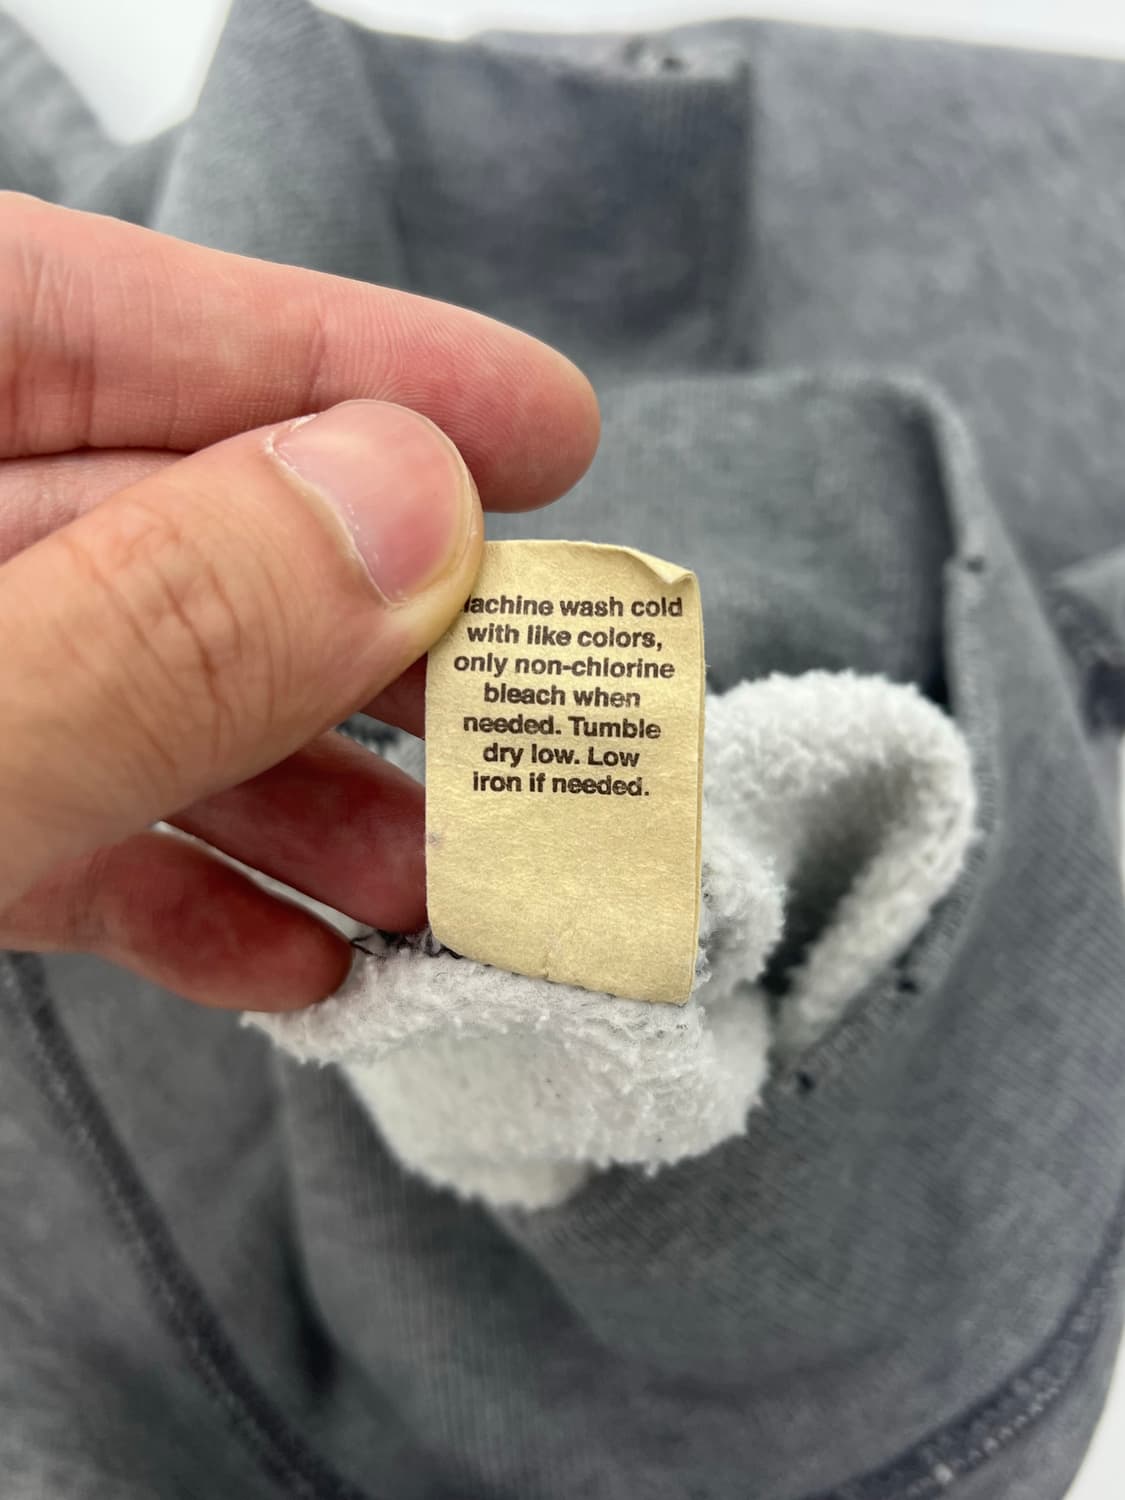 achine wash cold
with like colors,
only non-chlorine
bleach when
needed. Tumble
dry low. Low
iron if needed.